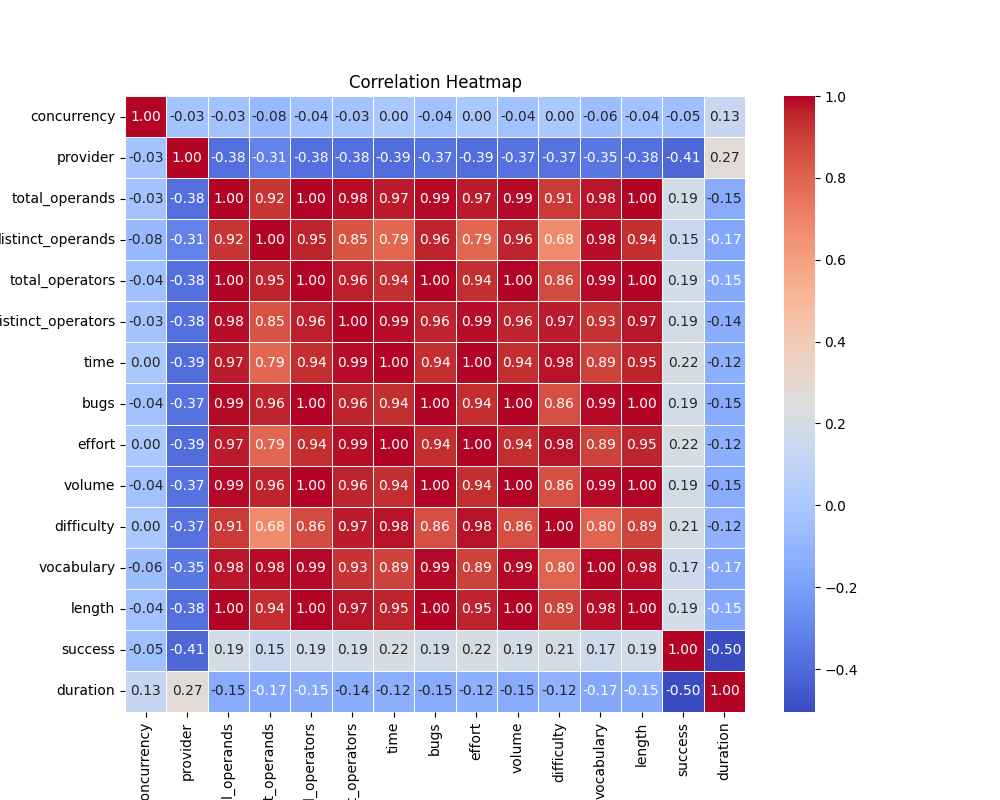 Correlation Heatmap
concurrency 1.00 -0.03 -0.03 -0.08 -0.04 -0.03 0.00 -0.04 0.00 -0.04 0.00 -0.06 -0.04 -0.05 0.13
provider -0.03 1.00 -0.38 -0.31 -0.38 -0.38 -0.39 -0.37 -0.39 -0.37 -0.37 -0.35 -0.38 -0.41 0.27
total_operands -0.03 -0.38 1.00 0.92 1.00 0.98 0.97 0.99 0.97 0.99 0.91 0.98 1.00 0.19 -0.15
istinct_operands -0.08 -0.31 0.92 1.00 0.95 0.85 0.79 0.96 0.79 0.96 0.68 0.98 0.94 0.15 -0.17
total_operators -0.04 -0.38 1.00 0.95 1.00 0.96 0.94 1.00 0.94 1.00 0.86 0.99 1.00 0.19 -0.15
istinct_operators -0.03 -0.38 0.98 0.85 0.96 1.00 0.99 0.96 0.99 0.96 0.97 0.93 0.97 0.19 -0.14
time 0.00 -0.39 0.97 0.79 0.94 0.99 1.00 0.94 1.00 0.94 0.98 0.89 0.95 0.22 -0.12
bugs -0.04 -0.37 0.99 0.96 1.00 0.96 0.94 1.00 0.94 1.00 0.86 0.99 1.00 0.19 -0.15
effort 0.00 -0.39 0.97 0.79 0.94 0.99 1.00 0.94 1.00 0.94 0.98 0.89 0.95 0.22 -0.12
volume -0.04 -0.37 0.99 0.96 1.00 0.96 0.94 1.00 0.94 1.00 0.86 0.99 1.00 0.19 -0.15
difficulty 0.00 -0.37 0.91 0.68 0.86 0.97 0.98 0.86 0.98 0.86 1.00 0.80 0.89 0.21 -0.12
vocabulary -0.06 -0.35 0.98 0.98 0.99 0.93 0.89 0.99 0.89 0.99 0.80 1.00 0.98 0.17 -0.17
length -0.04 -0.38 1.00 0.94 1.00 0.97 0.95 1.00 0.95 1.00 0.89 0.98 1.00 0.19 -0.15
success -0.05 -0.41 0.19 0.15 0.19 0.19 0.22 0.19 0.22 0.19 0.21 0.17 0.19 1.00 -0.50
duration 0.13 0.27 -0.15 -0.17 -0.15 -0.14 -0.12 -0.15 -0.12 -0.15 -0.12 -0.17 -0.15 -0.50 1.00
oncurrency
provider
l_operands
t_operands
l_operators
t_operators
time
bugs
effort
volume
difficulty
vocabulary
length
success
duration
1.0
0.8
0.6
0.4
0.2
0.0
−0.2
−0.4